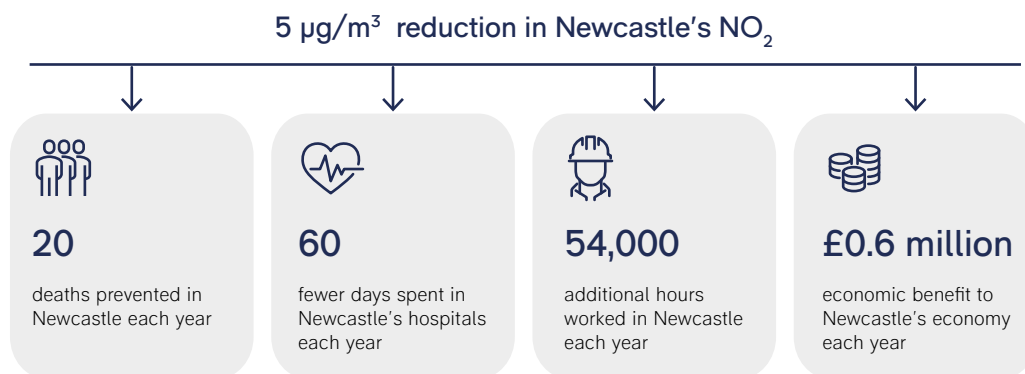 5 µg/m³ reduction in Newcastle's NO₂
20
deaths prevented in
Newcastle each year
60
fewer days spent in
Newcastle's hospitals
each year
54,000
additional hours
worked in Newcastle
each year
£0.6 million
economic benefit to
Newcastle's economy
each year